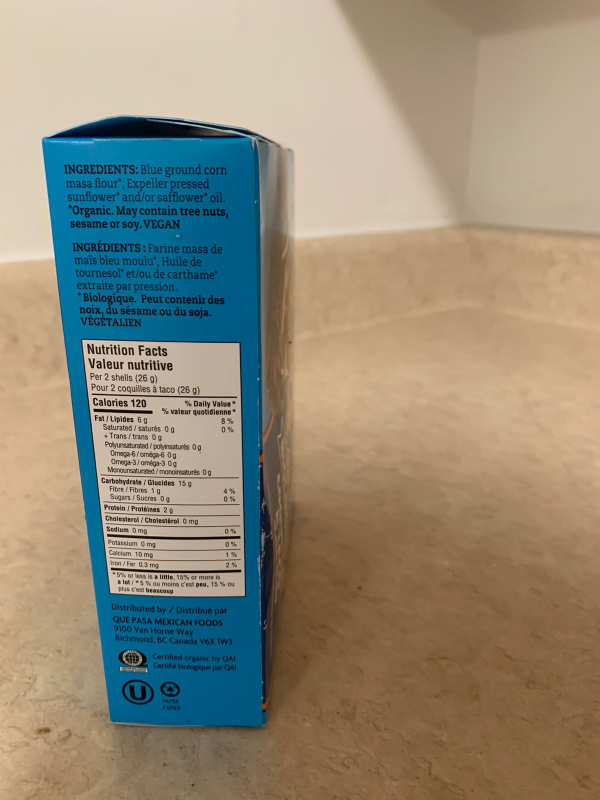 INGREDIENTS: Blue ground corn
masa flour*, Expeller pressed
sunflower* and/or safflower* oil.
*Organic. May contain tree nuts,
sesame or soy. VEGAN
INGRÉDIENTS : Farine masa de
maïs bleu moulu*, Huile de
tournesol* et/ou de carthame*
extraite par pression.
*Biologique. Peut contenir des
noix, du sésame ou du soja.
VÉGÉTALIEN
Nutrition Facts
Valeur nutritive
Per 2 shells (26 g)
Pour 2 coquilles à taco (26 g)
Calories 120 % Daily Value*
% valeur quotidienne*
Fat / Lipides 6 g 8 %
Saturated / saturés 0 g 0 %
+ Trans / trans 0 g
Polyunsaturated / polyinsaturés 0 g
Omega-6 / oméga-6 0 g
Omega-3 / oméga-3 0 g
Monounsaturated / monoinsaturés 0 g
Carbohydrate / Glucides 15 g
Fibre / Fibres 1 g 4 %
Sugars / Sucres 0 g 0 %
Protein / Protéines 2 g
Cholesterol / Cholestérol 0 mg
Sodium 0 mg 0 %
Potassium 0 mg 0 %
Calcium 10 mg 1 %
Iron / Fer 0.3 mg 2 %
*5% or less is a little, 15% or more is
a lot / *5 % ou moins c'est peu, 15 % ou
plus c'est beaucoup
Distributed by / Distribué par
QUE PASA MEXICAN FOODS
9100 Van Horne Way
Richmond, BC Canada V6X 1W3
Certified organic by QAI
Certifié biologique par QAI
U
PAPER
PAPIER